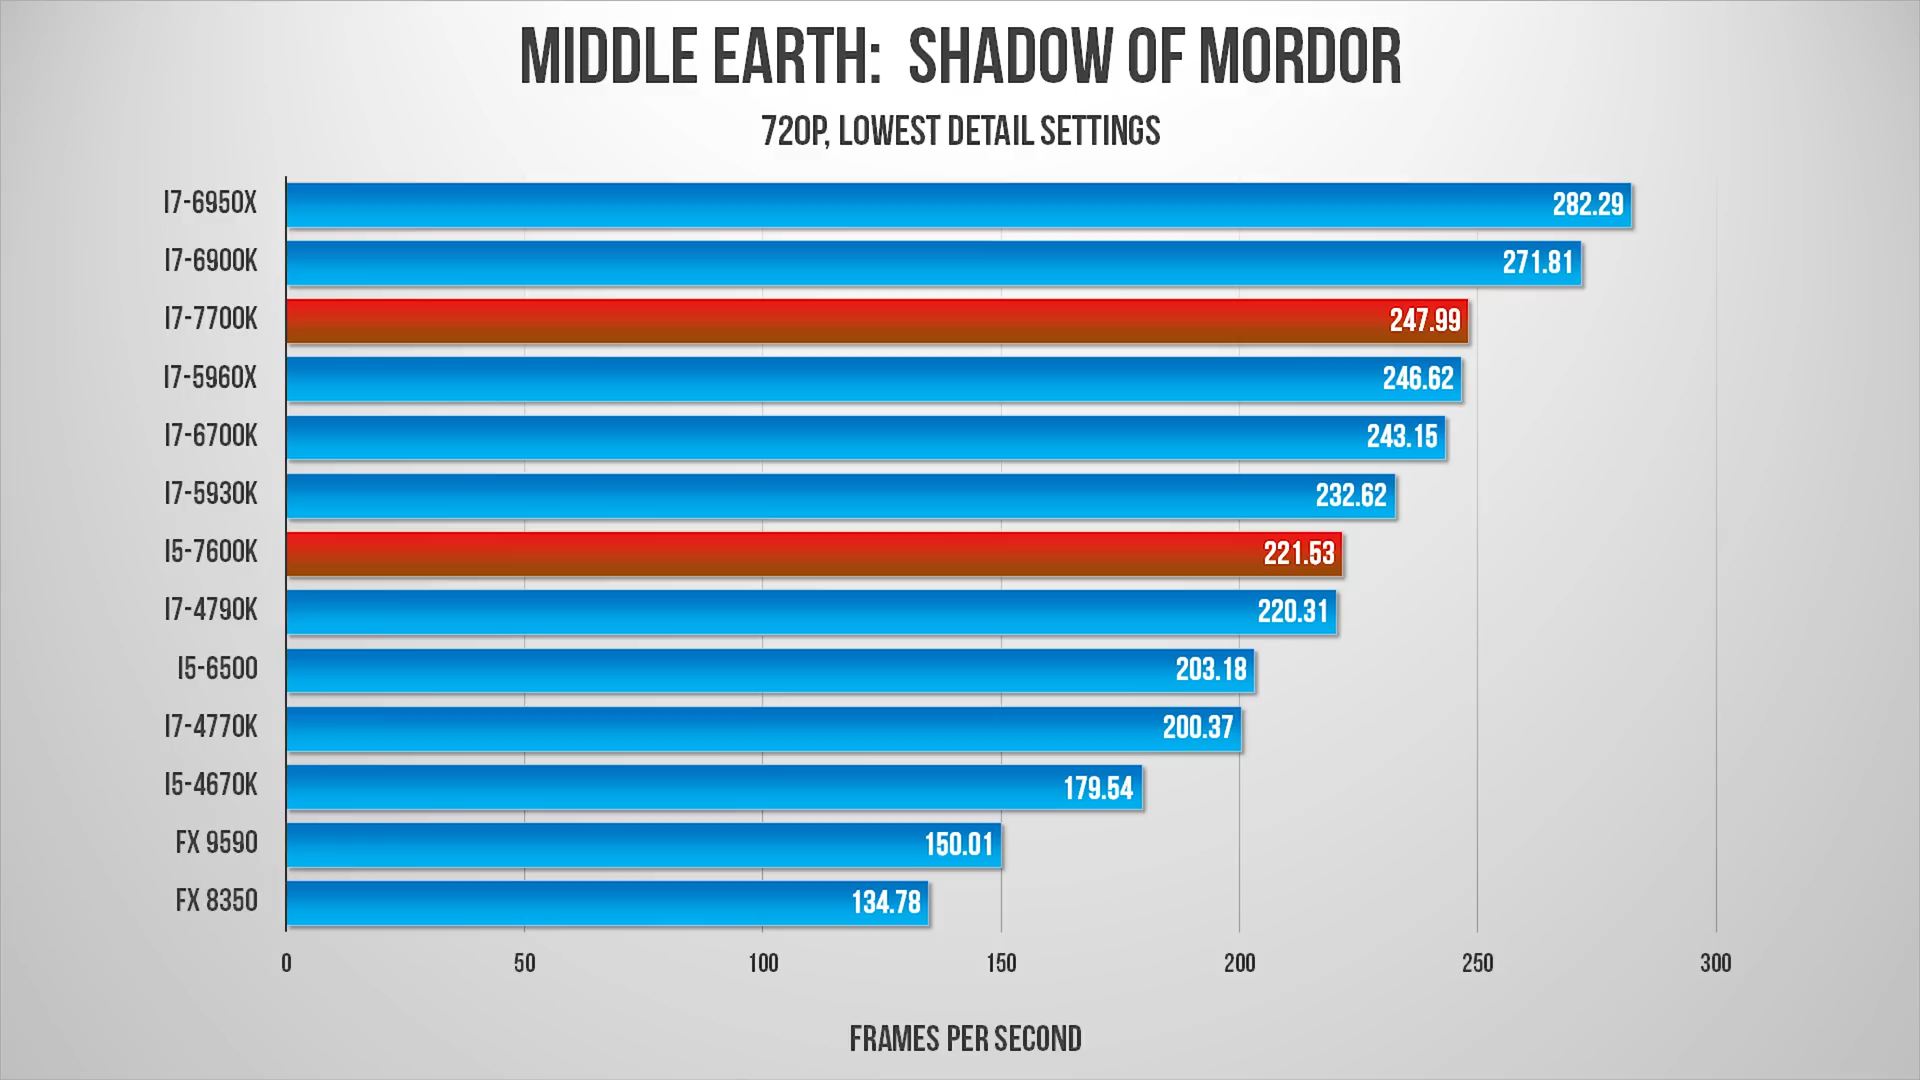 MIDDLE EARTH: SHADOW OF MORDOR
720P, LOWEST DETAIL SETTINGS
I7-6950X 282.29
I7-6900K 271.81
I7-7700K 247.99
I7-5960X 246.62
I7-6700K 243.15
I7-5930K 232.62
I5-7600K 221.53
I7-4790K 220.31
I5-6500 203.18
I7-4770K 200.37
I5-4670K 179.54
FX 9590 150.01
FX 8350 134.78
0 50 100 150 200 250 300
FRAMES PER SECOND